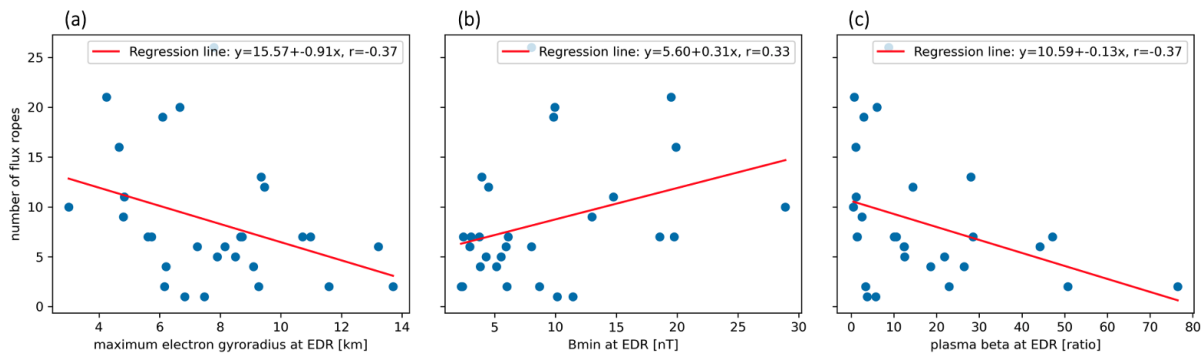 (a)
Regression line: y=15.57+-0.91x, r=-0.37
number of flux ropes
25
20
15
10
5
0
4 6 8 10 12 14
maximum electron gyroradius at EDR [km]
(b)
Regression line: y=5.60+0.31x, r=0.33
5 10 15 20 25 30
Bmin at EDR [nT]
(c)
Regression line: y=10.59+-0.13x, r=-0.37
0 10 20 30 40 50 60 70 80
plasma beta at EDR [ratio]